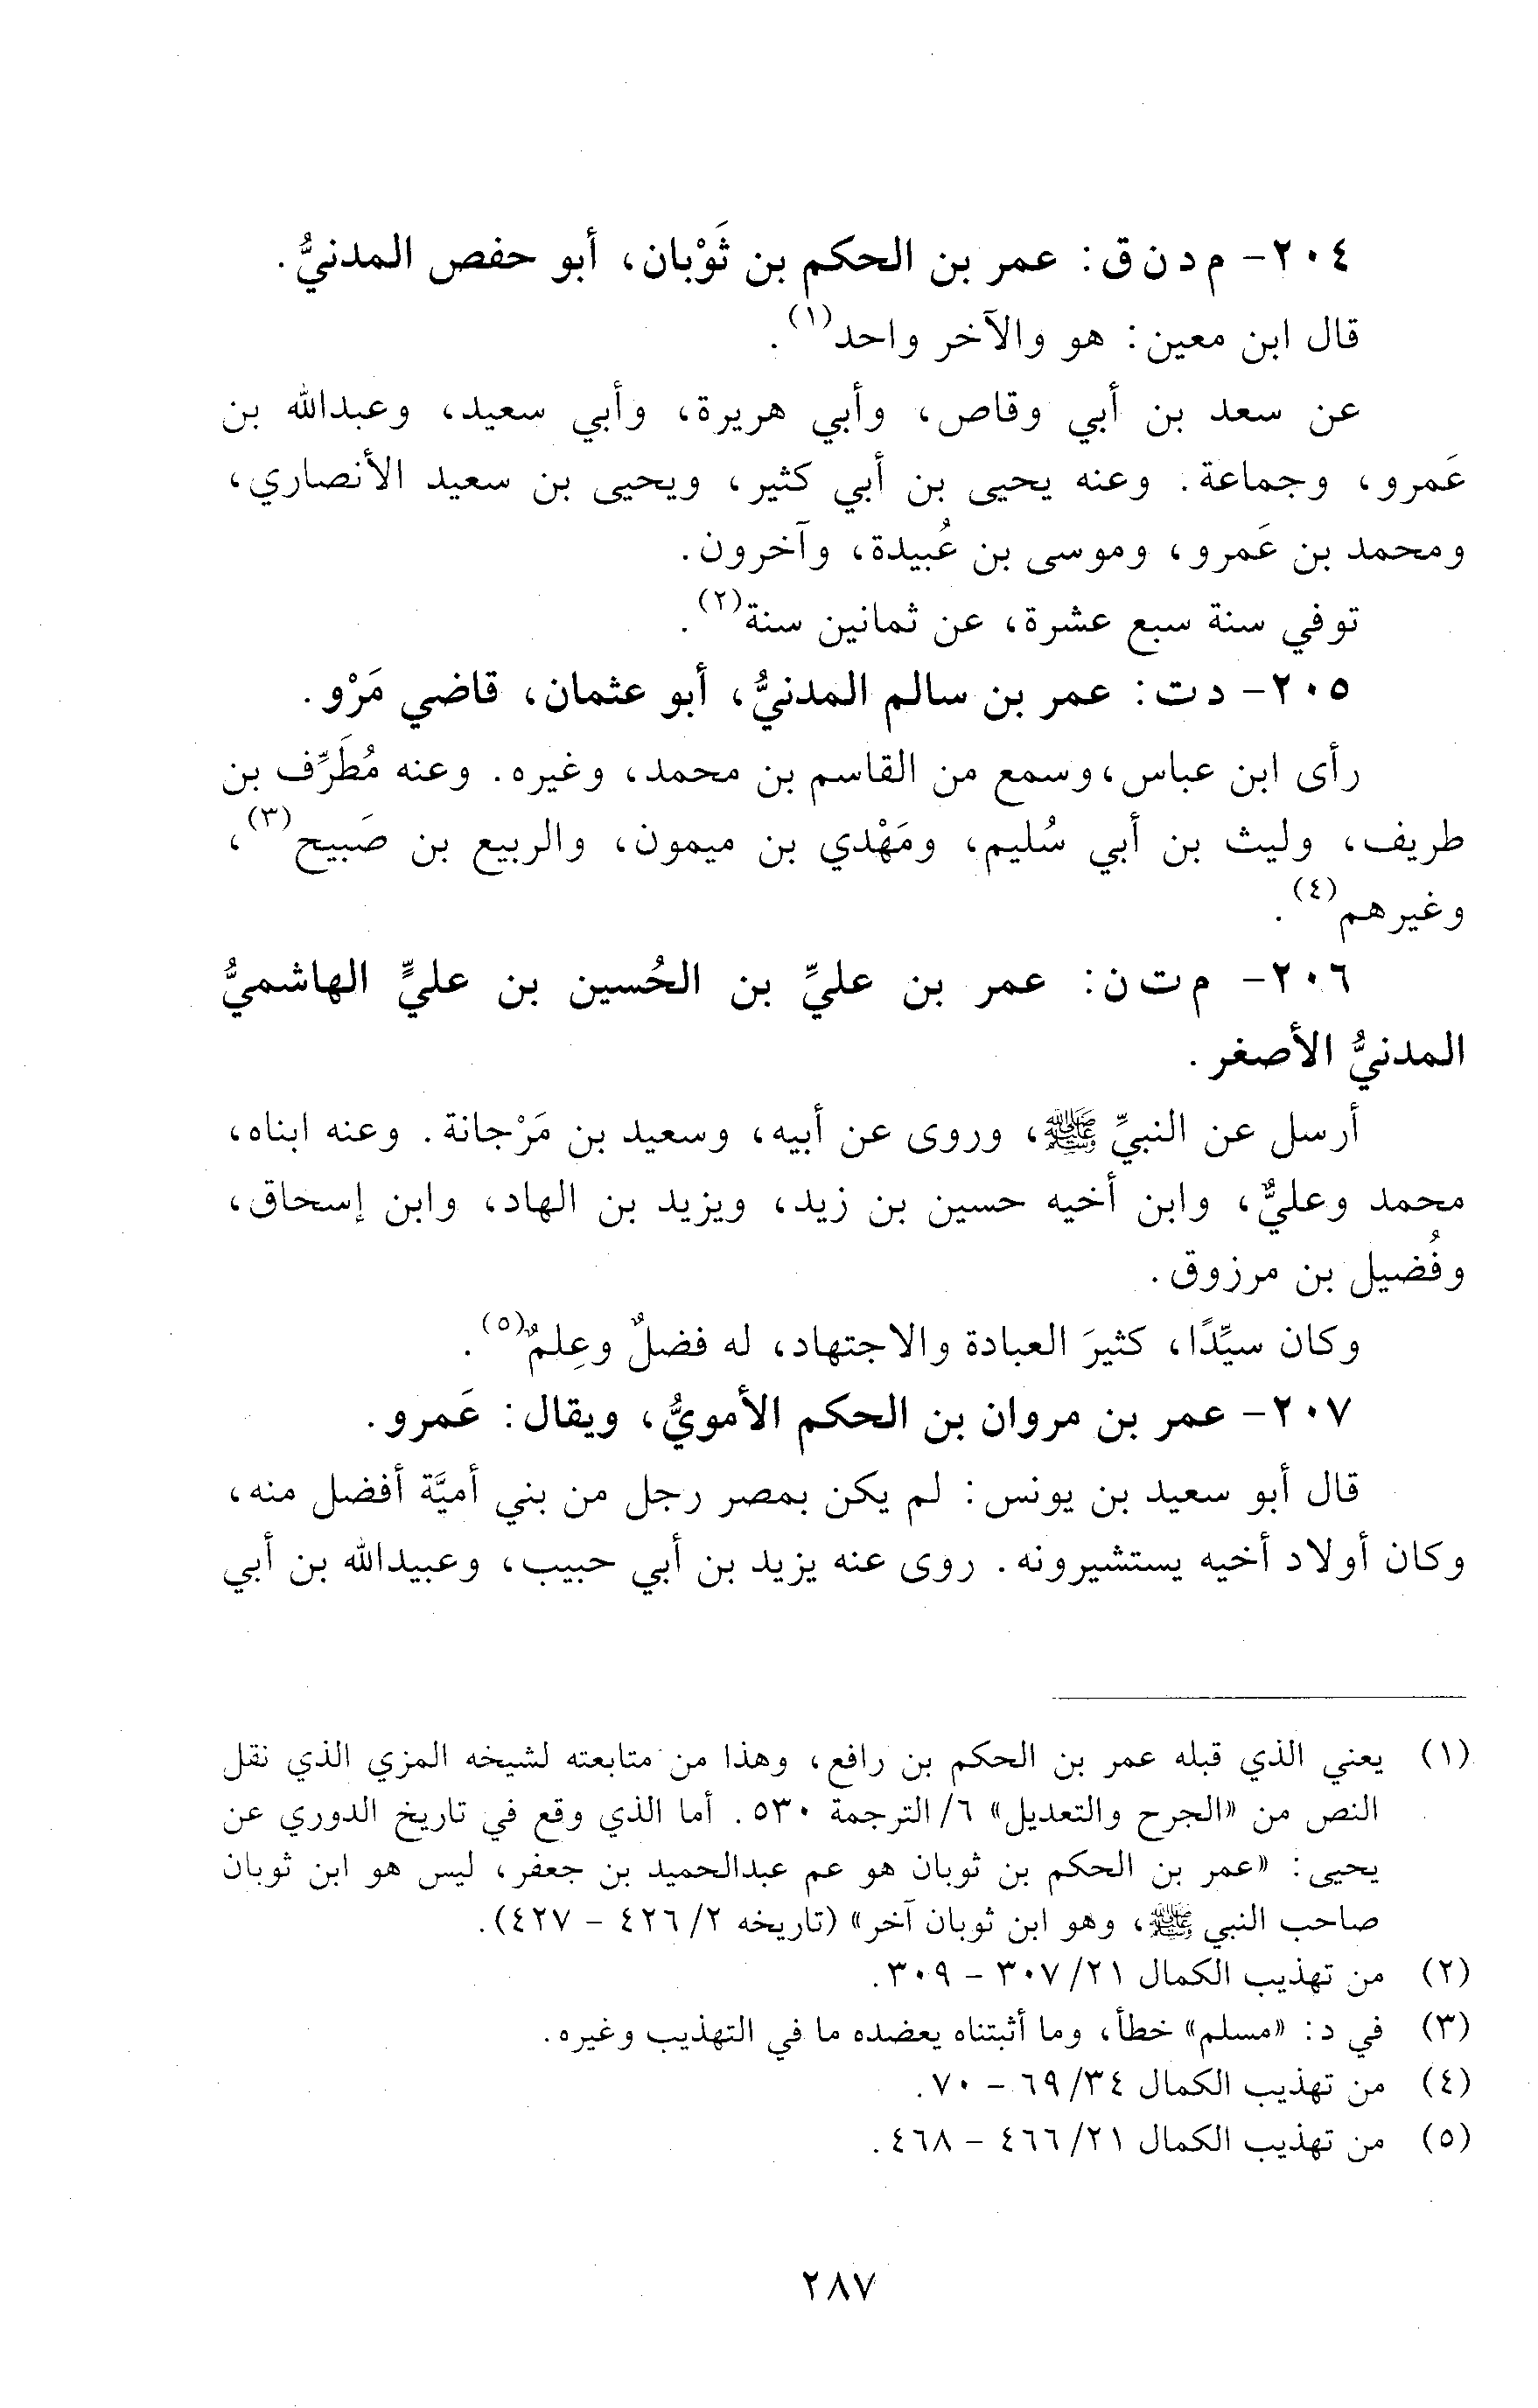 ٢٠٤- م د ن ق: عمر بن الحكم بن ثَوْبان، أبو حفص المدنيُّ.
قال ابن معين: هو والآخر واحد(١).
عن سعد بن أبي وقاص، وأبي هريرة، وأبي سعيد، وعبدالله بن
عَمرو، وجماعة. وعنه يحيى بن أبي كثير، ويحيى بن سعيد الأنصاري،
ومحمد بن عَمرو، وموسى بن عُبيدة، وآخرون.
توفي سنة سبع عشرة، عن ثمانين سنة(٢).
٢٠٥- د ت: عمر بن سالم المدنيُّ، أبو عثمان، قاضي مَرْو.
رأى ابن عباس، وسمع من القاسم بن محمد، وغيره. وعنه مُطَرِّف بن
طريف، وليث بن أبي سُليم، ومَهْدي بن ميمون، والربيع بن صَبيح(٣)،
وغيرهم(٤).
٢٠٦- م ت ن: عمر بن عليِّ بن الحُسين بن عليٍّ الهاشميُّ
المدنيُّ الأصغر.
أرسل عن النبيِّ ﷺ، وروى عن أبيه، وسعيد بن مَرْجانة. وعنه ابناه،
محمد وعليٌّ، وابن أخيه حسين بن زيد، ويزيد بن الهاد، وابن إسحاق،
وفُضيل بن مرزوق.
وكان سيِّدًا، كثيرَ العبادة والاجتهاد، له فضلٌ وعِلمٌ(٥).
٢٠٧- عمر بن مروان بن الحكم الأمويُّ، ويقال: عَمرو.
قال أبو سعيد بن يونس: لم يكن بمصر رجل من بني أميَّة أفضل منه،
وكان أولاد أخيه يستشيرونه. روى عنه يزيد بن أبي حبيب، وعبيدالله بن أبي
(١) يعني الذي قبله عمر بن الحكم بن رافع، وهذا من متابعته لشيخه المزي الذي نقل
النص من «الجرح والتعديل» ٦/ الترجمة ٥٣٠. أما الذي وقع في تاريخ الدوري عن
يحيى: «عمر بن الحكم بن ثوبان هو عم عبدالحميد بن جعفر، ليس هو ابن ثوبان
صاحب النبي ﷺ، وهو ابن ثوبان آخر» (تاريخه ٢/ ٤٢٦ - ٤٢٧).
(٢) من تهذيب الكمال ٢١/ ٣٠٧ - ٣٠٩.
(٣) في د: «مسلم» خطأ، وما أثبتناه يعضده ما في التهذيب وغيره.
(٤) من تهذيب الكمال ٣٤/ ٦٩ - ٧٠.
(٥) من تهذيب الكمال ٢١/ ٤٦٦ - ٤٦٨.
٢٨٧